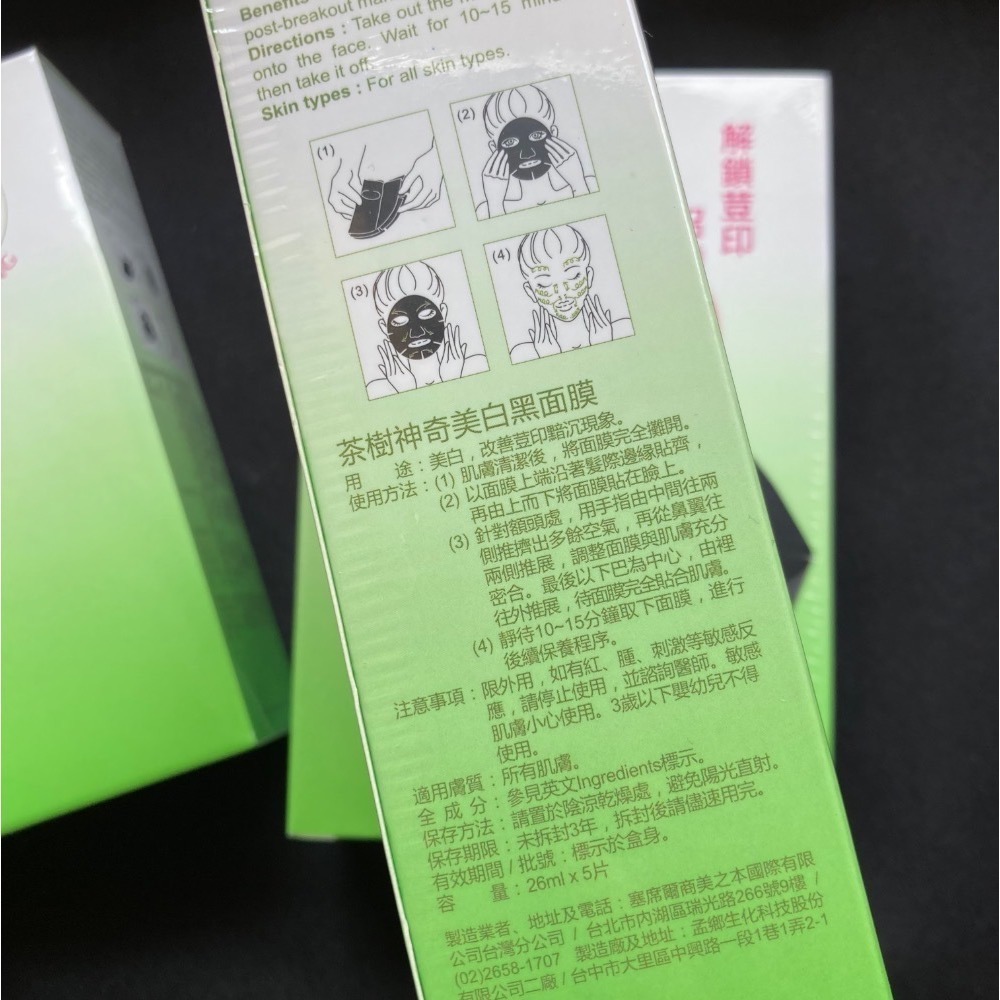 Benefits
post-breakout
Directions : Take out the
onto the face. Wait for 10~15
then take it off.
Skin types : For all skin types.
(1)
(2)
(3)
(4)
茶樹神奇美白黑面膜
用 途：美白，改善荳印黯沉現象。
使用方法：(1) 肌膚清潔後，將面膜完全攤開。
(2) 以面膜上端沿著髮際邊緣貼齊，
再由上而下將面膜貼在臉上。
(3) 針對額頭處，用手指由中間往兩
側推擠出多餘空氣，再從鼻翼往
兩側推展，調整面膜與肌膚充分
密合。最後以下巴為中心，由裡
往外推展，待面膜完全貼合肌膚。
(4) 靜待10~15分鐘取下面膜，進行
後續保養程序。
注意事項：限外用，如有紅、腫、刺激等敏感反
應，請停止使用，並諮詢醫師。敏感
肌膚小心使用。3歲以下嬰幼兒不得
使用。
適用膚質：所有肌膚。
全 成 分：參見英文Ingredients標示。
保存方法：請置於陰涼乾燥處，避免陽光直射。
保存期限：未拆封3年，拆封後請儘速用完。
有效期間/批號：標示於盒身。
容 量：26ml x 5片
製造業者、地址及電話：塞席爾商美之本國際有限
公司台灣分公司 / 台北市內湖區瑞光路266號9樓 /
(02)2658-1707 製造廠及地址：孟鄉生化科技股份
有限公司二廠 / 台中市大里區中興路一段1巷1弄2-1
解鎖荳印